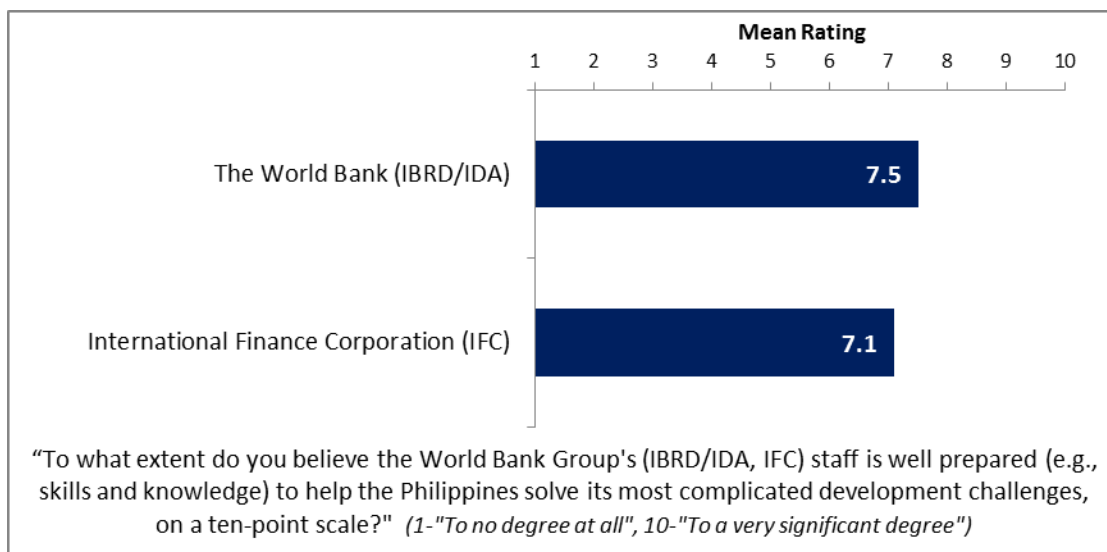 Mean Rating
1 2 3 4 5 6 7 8 9 10
The World Bank (IBRD/IDA) 7.5
International Finance Corporation (IFC) 7.1
“To what extent do you believe the World Bank Group's (IBRD/IDA, IFC) staff is well prepared (e.g.,
skills and knowledge) to help the Philippines solve its most complicated development challenges,
on a ten-point scale?" (1-"To no degree at all", 10-"To a very significant degree")